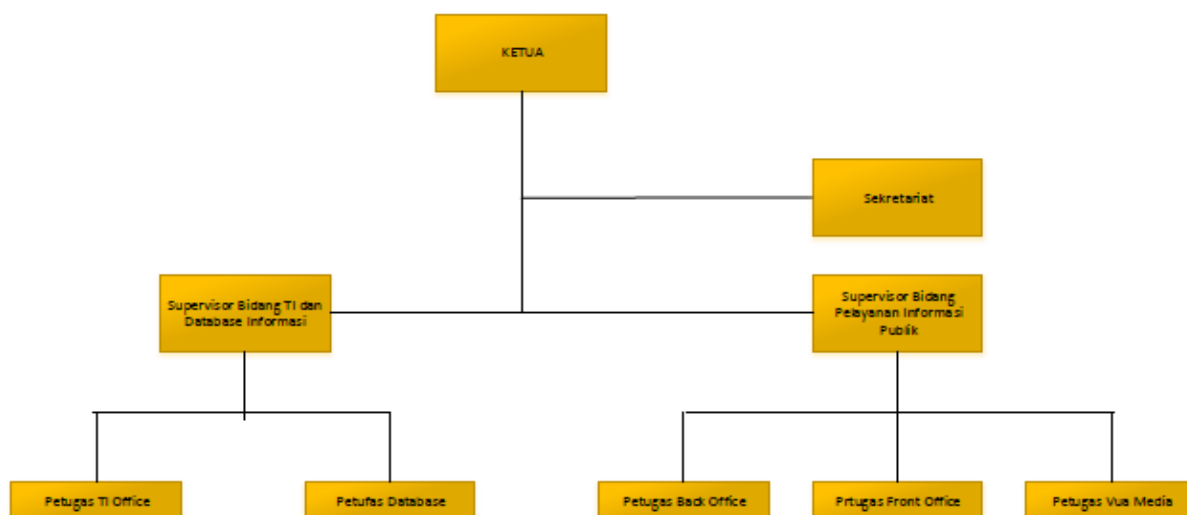 KETUA
Sekretariat
Supervisor Bidang TI dan
Database Informasi
Supervisor Bidang
Pelayanan Informasi
Publik
Petugas TI Office
Petufas Database
Petugas Back Office
Prtugas Front Office
Petugas Vua Media